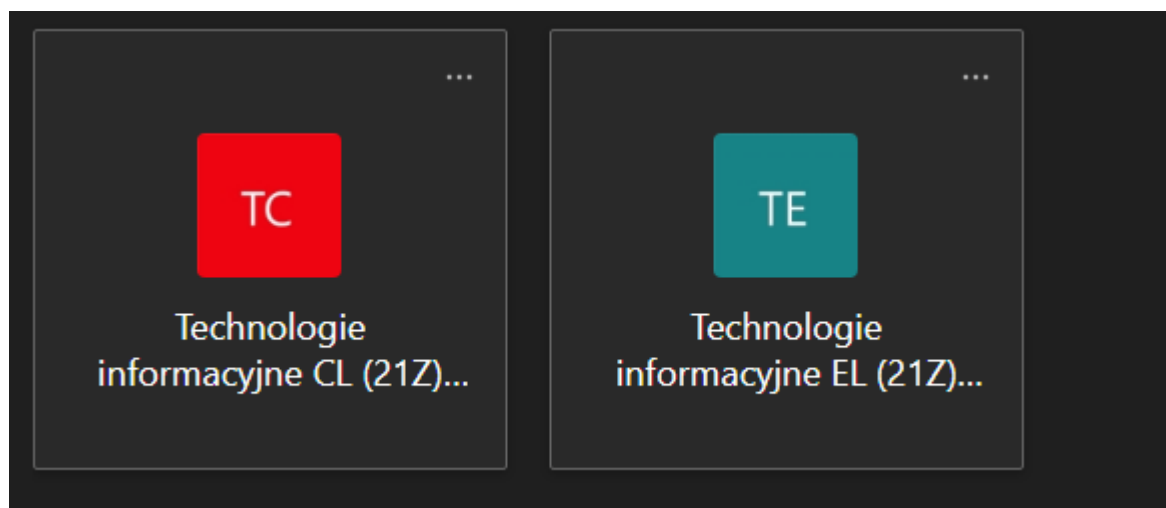 ...
TC
Technologie
informacyjne CL (21Z)...
...
TE
Technologie
informacyjne EL (21Z)...